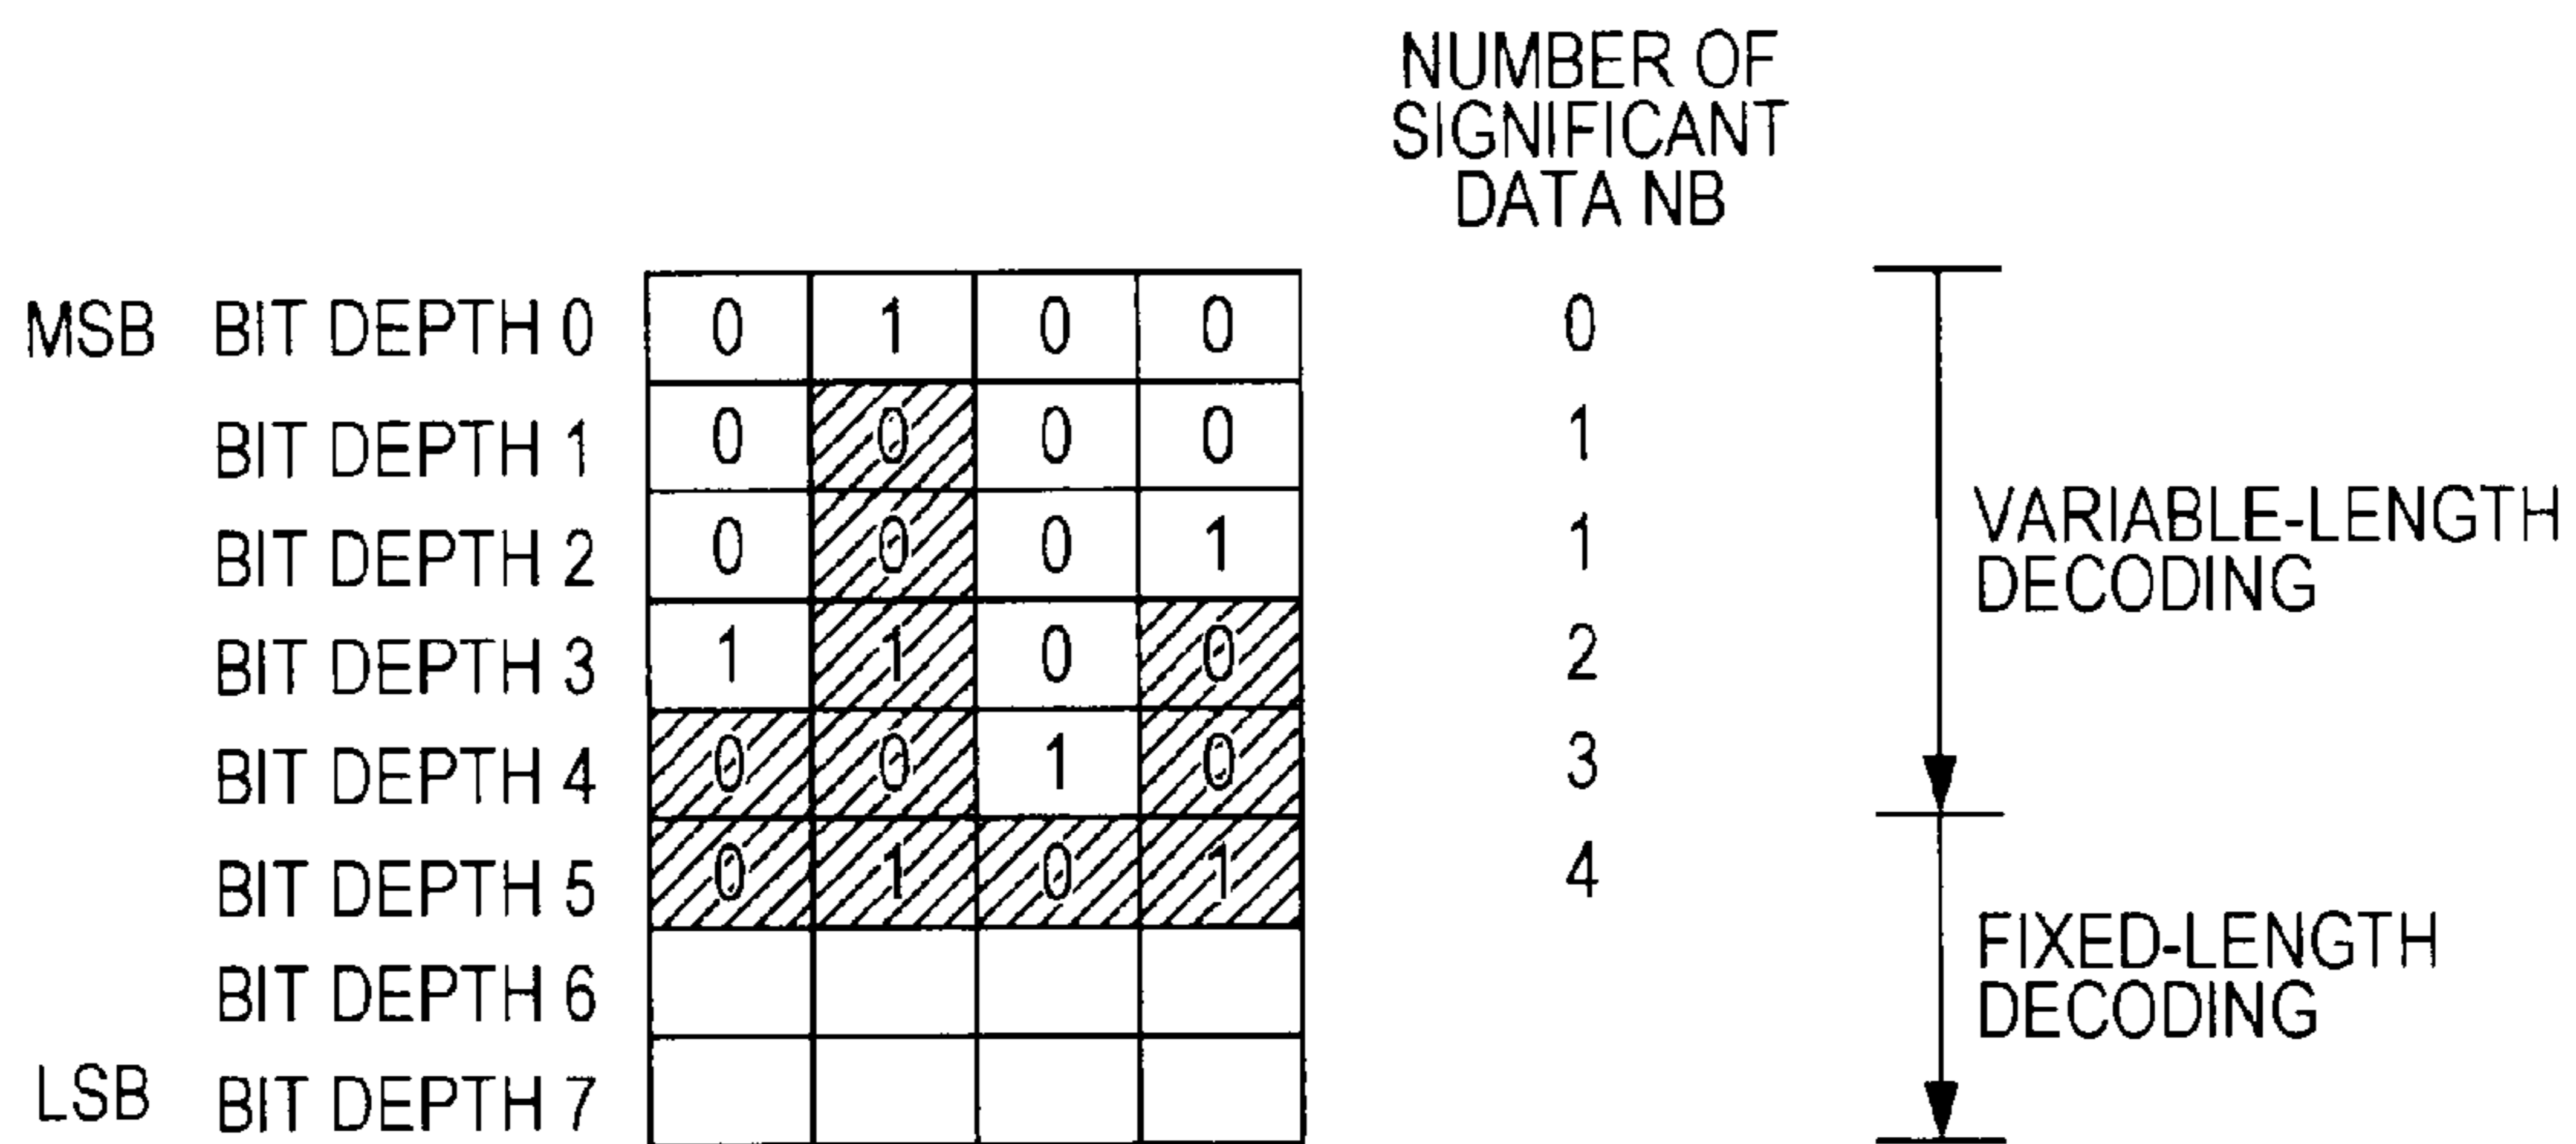 NUMBER OF
SIGNIFICANT
DATA NB
MSB BIT DEPTH 0 0 1 0 0 0
BIT DEPTH 1 0 0 0 0 1
BIT DEPTH 2 0 0 0 1 1
BIT DEPTH 3 1 1 0 0 2
BIT DEPTH 4 0 0 1 0 3
BIT DEPTH 5 0 1 0 1 4
BIT DEPTH 6
LSB BIT DEPTH 7
VARIABLE-LENGTH
DECODING
FIXED-LENGTH
DECODING